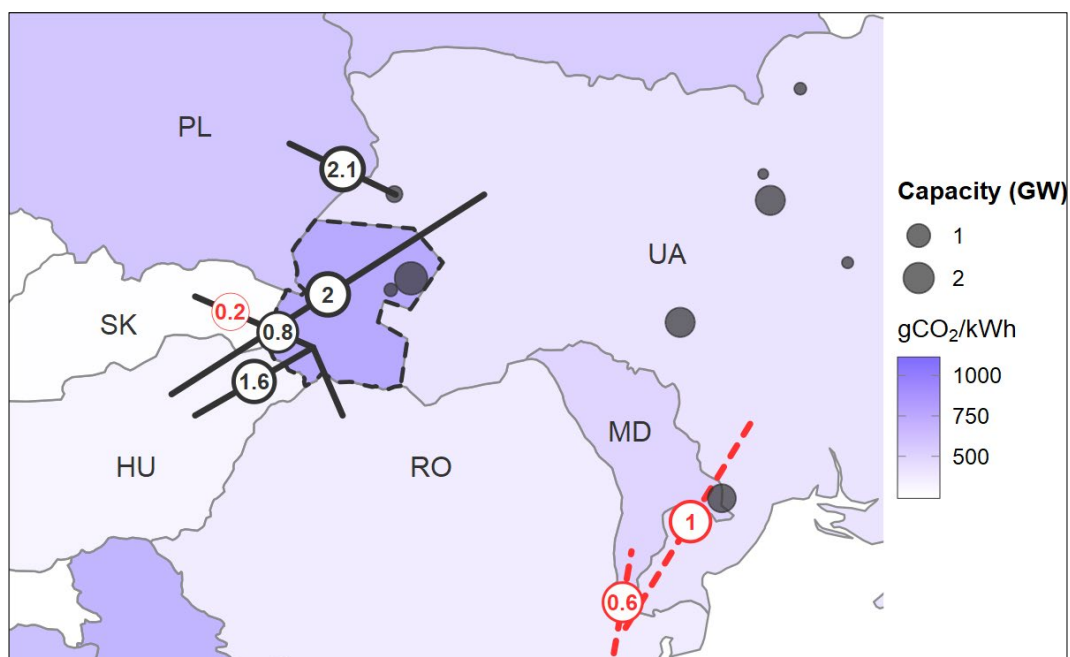 PL
2.1
UA
SK
0.2
2
0.8
1.6
HU
RO
MD
1
0.6
Capacity (GW)
1
2
gCO₂/kWh
1000
750
500